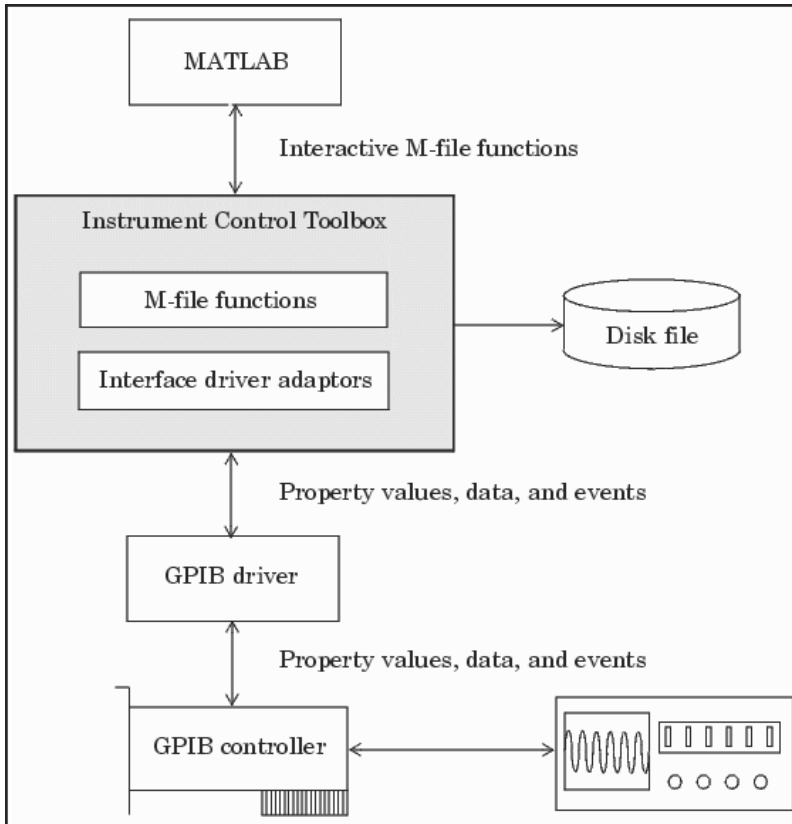 MATLAB
Interactive M-file functions
Instrument Control Toolbox
M-file functions
Interface driver adaptors
Disk file
Property values, data, and events
GPIB driver
Property values, data, and events
GPIB controller